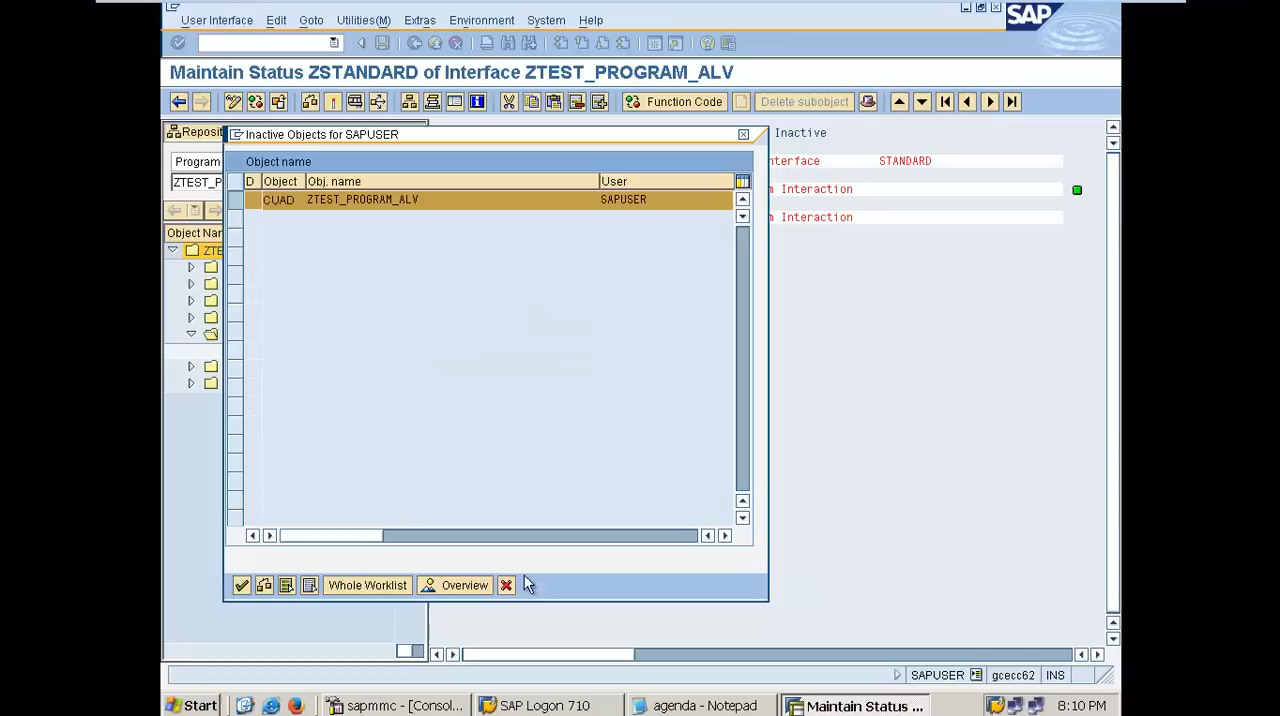 User Interface Edit Goto Utilities(M) Extras Environment System Help
SAP
Maintain Status ZSTANDARD of Interface ZTEST_PROGRAM_ALV
Function Code Delete subobject
Reposit
Inactive Objects for SAPUSER
Inactive
Object name
nterface STANDARD
Program
D Object Obj. name User
ZTEST_P
m Interaction
CUAD ZTEST_PROGRAM_ALV SAPUSER
m Interaction
Object Nar
ZTE
Whole Worklist Overview
SAPUSER gcecc62 INS
Start sapmmc - [Consol... SAP Logon 710 agenda - Notepad Maintain Status ... 8:10 PM